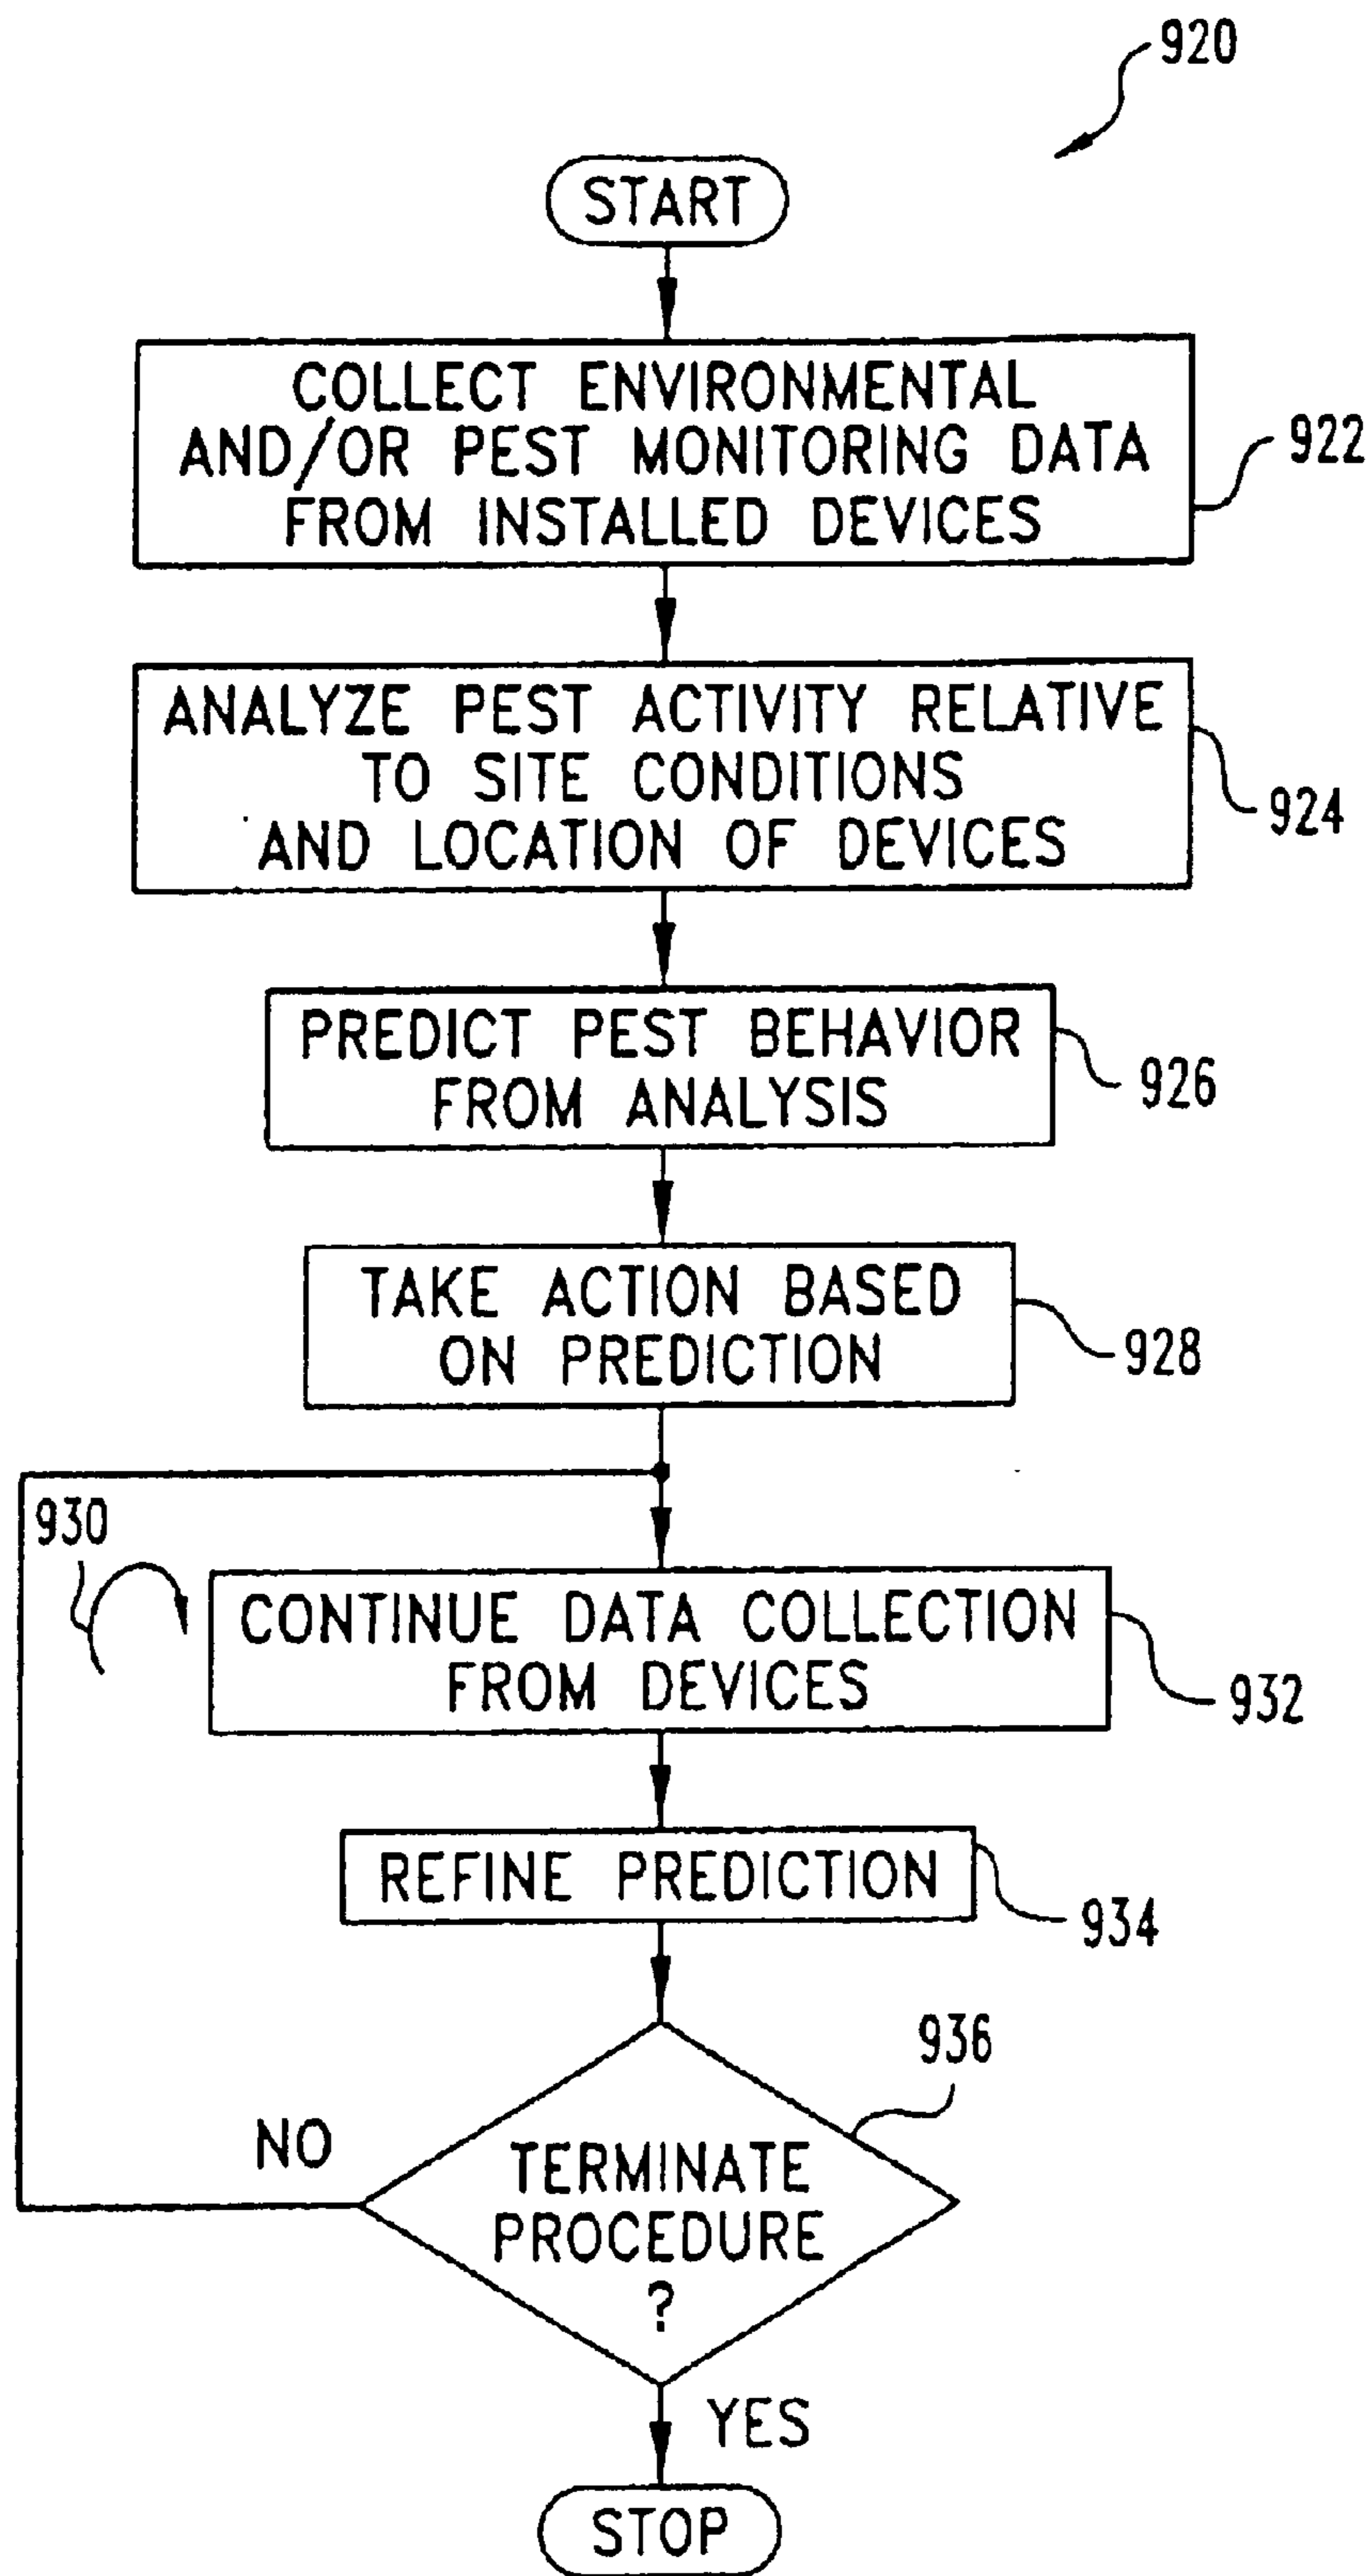 920
START
COLLECT ENVIRONMENTAL
AND/OR PEST MONITORING DATA
FROM INSTALLED DEVICES
922
ANALYZE PEST ACTIVITY RELATIVE
TO SITE CONDITIONS
AND LOCATION OF DEVICES
924
PREDICT PEST BEHAVIOR
FROM ANALYSIS
926
TAKE ACTION BASED
ON PREDICTION
928
930
CONTINUE DATA COLLECTION
FROM DEVICES
932
REFINE PREDICTION
934
936
NO
TERMINATE
PROCEDURE
?
YES
STOP